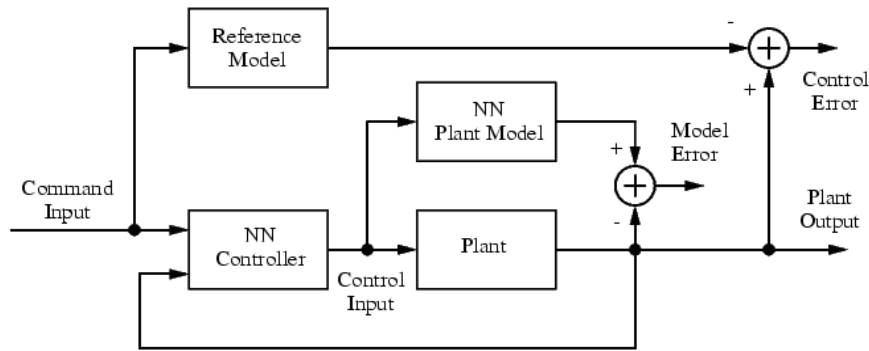 Reference
Model
-
+
Control
Error
NN
Plant Model
+
Model
Error
-
Command
Input
NN
Controller
Control
Input
Plant
Plant
Output